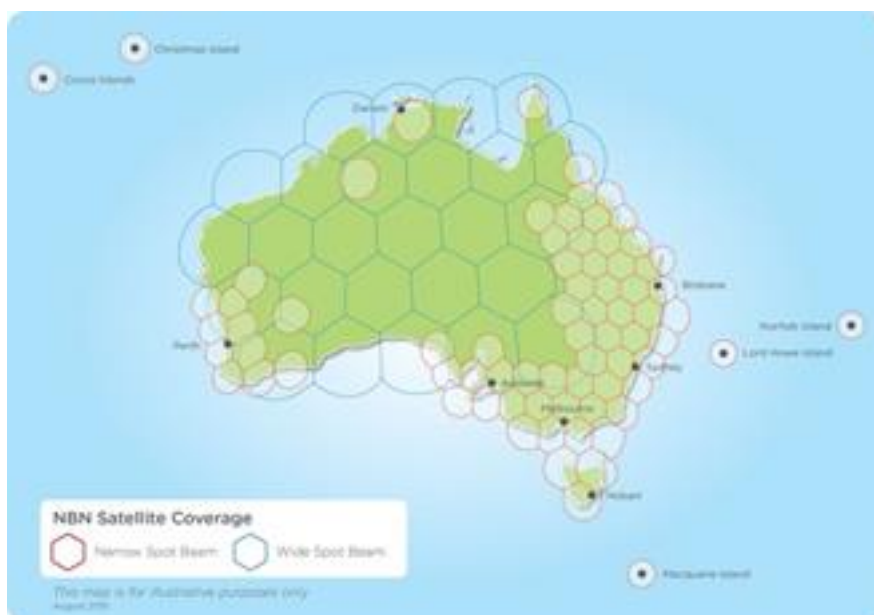 Christmas Island
Cocos Islands
Darwin
Brisbane
Norfolk Island
Lord Howe Island
Perth
Sydney
Adelaide
Melbourne
Hobart
NBN Satellite Coverage
Narrow Spot Beam
Wide Spot Beam
Macquarie Island
This map is for illustrative purposes only
August